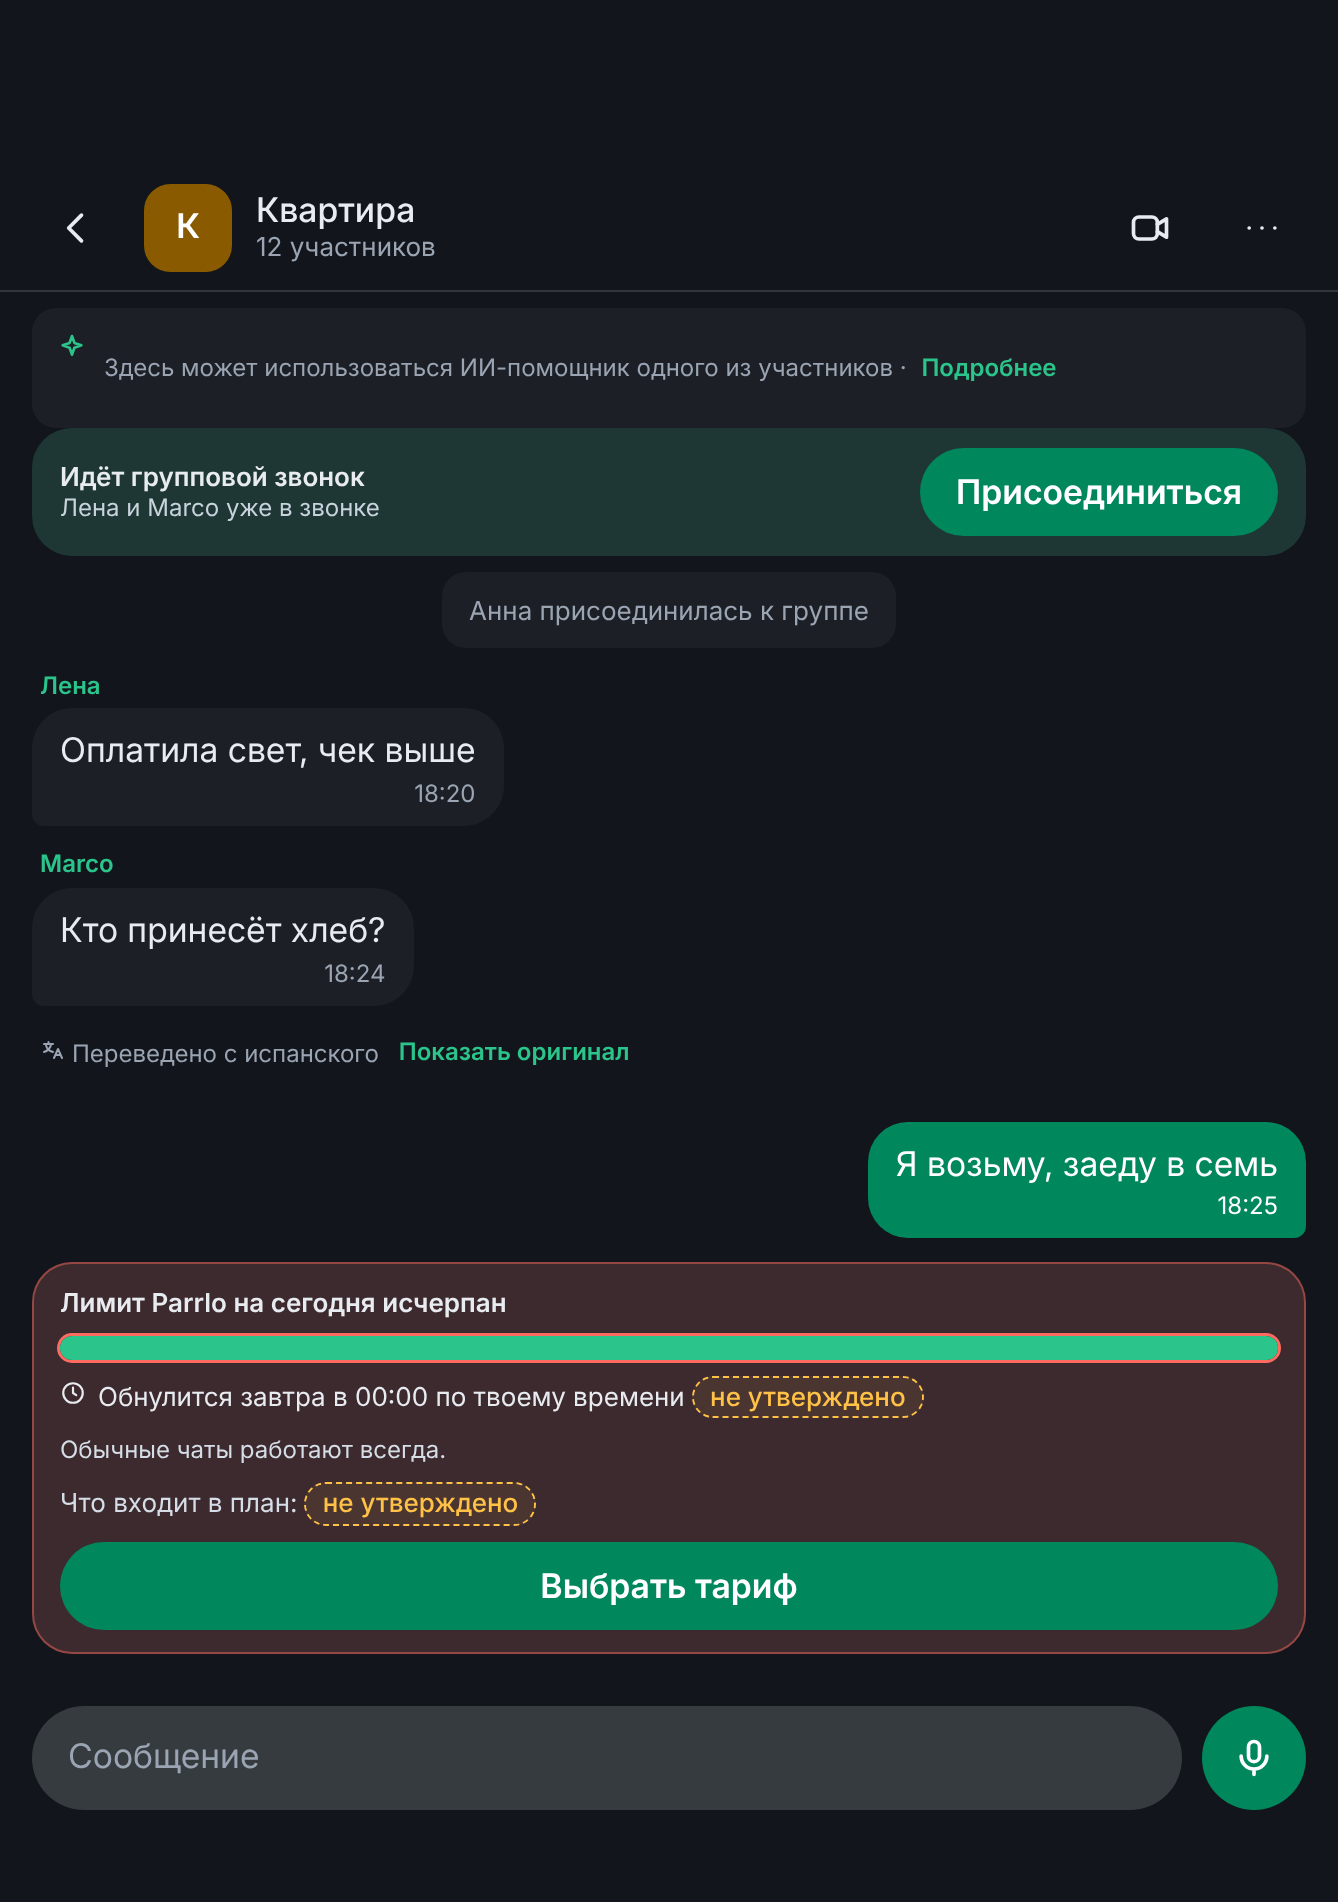 К
Квартира
12 участников
Здесь может использоваться ИИ-помощник одного из участников · Подробнее
Идёт групповой звонок
Лена и Marco уже в звонке
Присоединиться
Анна присоединилась к группе
Лена
Оплатила свет, чек выше
18:20
Marco
Кто принесёт хлеб?
18:24
Переведено с испанского Показать оригинал
Я возьму, заеду в семь
18:25
Лимит Parrlo на сегодня исчерпан
Обнулится завтра в 00:00 по твоему времени не утверждено
Обычные чаты работают всегда.
Что входит в план: не утверждено
Выбрать тариф
Сообщение